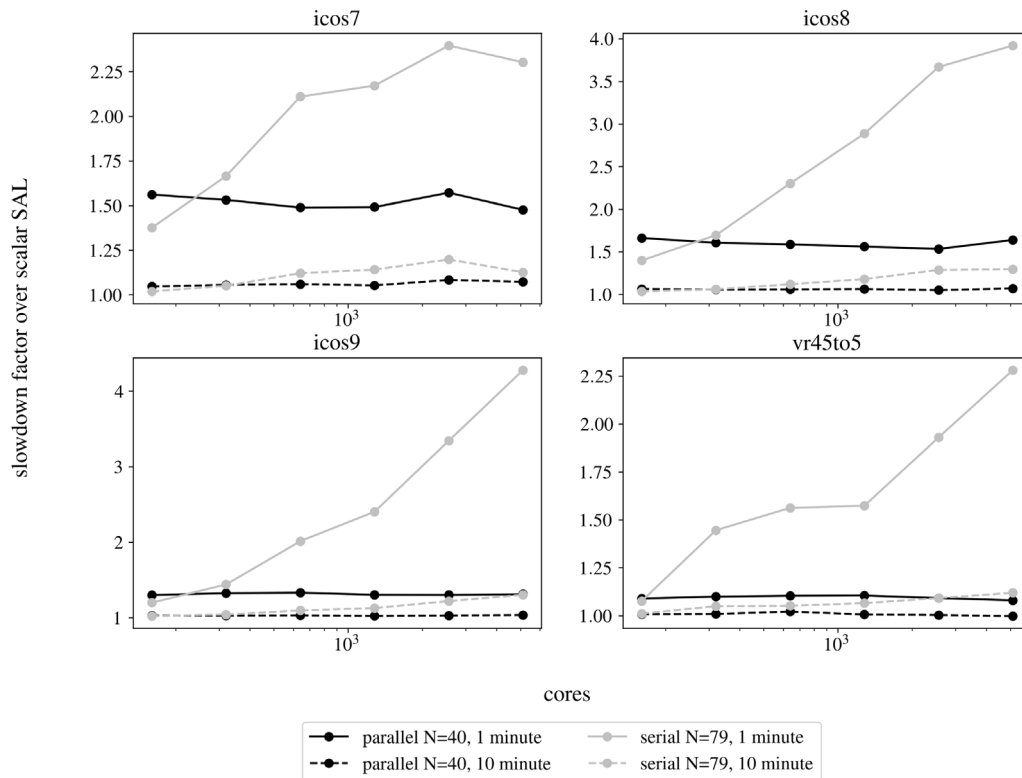 icos7
icos8
2.25
2.00
1.75
1.50
1.25
1.00
10³
4.0
3.5
3.0
2.5
2.0
1.5
1.0
10³
slowdown factor over scalar SAL
icos9
vr45to5
4
3
2
1
10³
2.25
2.00
1.75
1.50
1.25
1.00
10³
cores
parallel N=40, 1 minute
parallel N=40, 10 minute
serial N=79, 1 minute
serial N=79, 10 minute